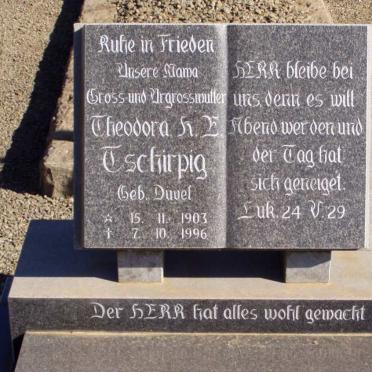 Ruhe in Frieden
Unsere Mama
Gross-und Urgrossmutter
Theodora K. E.
Tschirpig
Geb. Duvel
☆ 15. 11. 1903
† 7. 10. 1996
HERR bleibe bei
uns, denn es will
Abend werden und
der Tag hat
sich geneiget.
Luk. 24 V. 29
Der HERR hat alles wohl gemacht